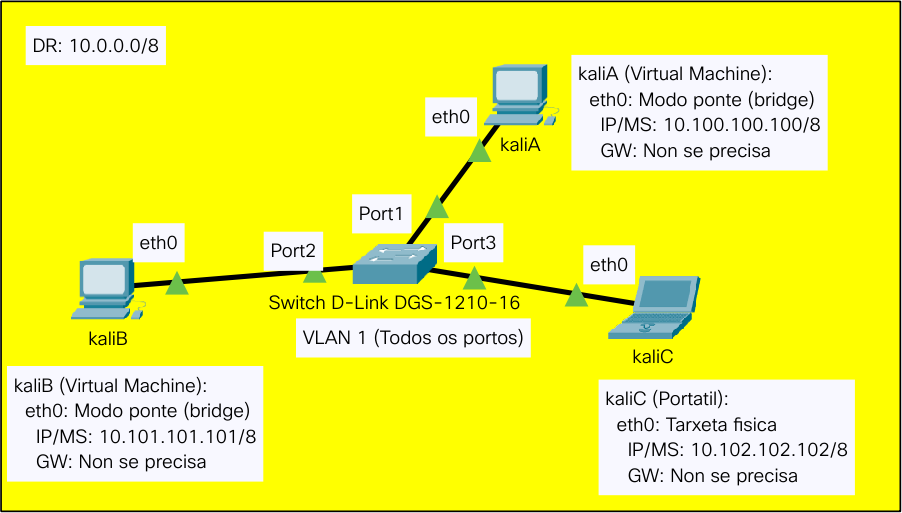 DR: 10.0.0.0/8
kaliA (Virtual Machine):
eth0: Modo ponte (bridge)
IP/MS: 10.100.100.100/8
GW: Non se precisa
eth0
kaliA
Port1
eth0
Port2
Port3
eth0
Switch D-Link DGS-1210-16
VLAN 1 (Todos os portos)
kaliB
kaliC
kaliB (Virtual Machine):
eth0: Modo ponte (bridge)
IP/MS: 10.101.101.101/8
GW: Non se precisa
kaliC (Portatil):
eth0: Tarxeta fisica
IP/MS: 10.102.102.102/8
GW: Non se precisa